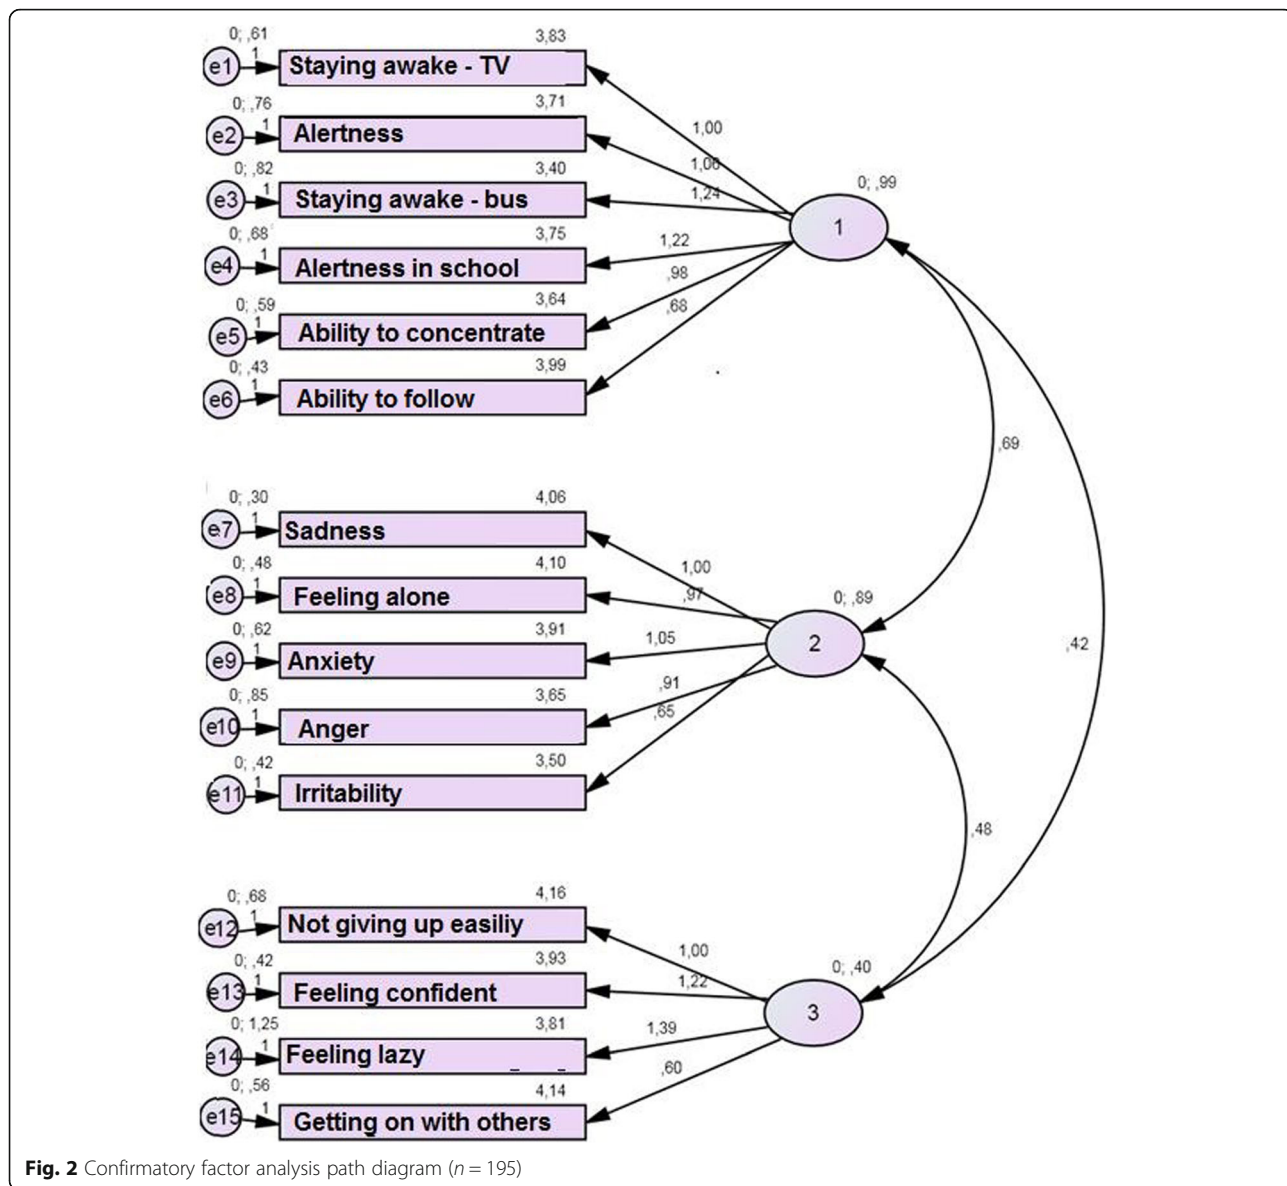 0; ,61 3,83
e1 1 Staying awake - TV
0; ,76 3,71
e2 1 Alertness
0; ,82 3,40
e3 1 Staying awake - bus
0; ,68 3,75
e4 1 Alertness in school
0; ,59 3,64
e5 1 Ability to concentrate
0; ,43 3,99
e6 1 Ability to follow
1,00
1,06
1,24
1,22
,98
,68
0; ,99
1
,69
,42
0; ,30 4,06
e7 1 Sadness
0; ,48 4,10
e8 1 Feeling alone
0; ,62 3,91
e9 1 Anxiety
0; ,85 3,65
e10 1 Anger
0; ,42 3,50
e11 1 Irritability
1,00
,97
1,05
,91
,65
0; ,89
2
,48
0; ,68 4,16
e12 1 Not giving up easiliy
0; ,42 3,93
e13 1 Feeling confident
0; 1,25 3,81
e14 1 Feeling lazy
0; ,56 4,14
e15 1 Getting on with others
1,00
1,22
1,39
,60
0; ,40
3
Fig. 2 Confirmatory factor analysis path diagram (n = 195)